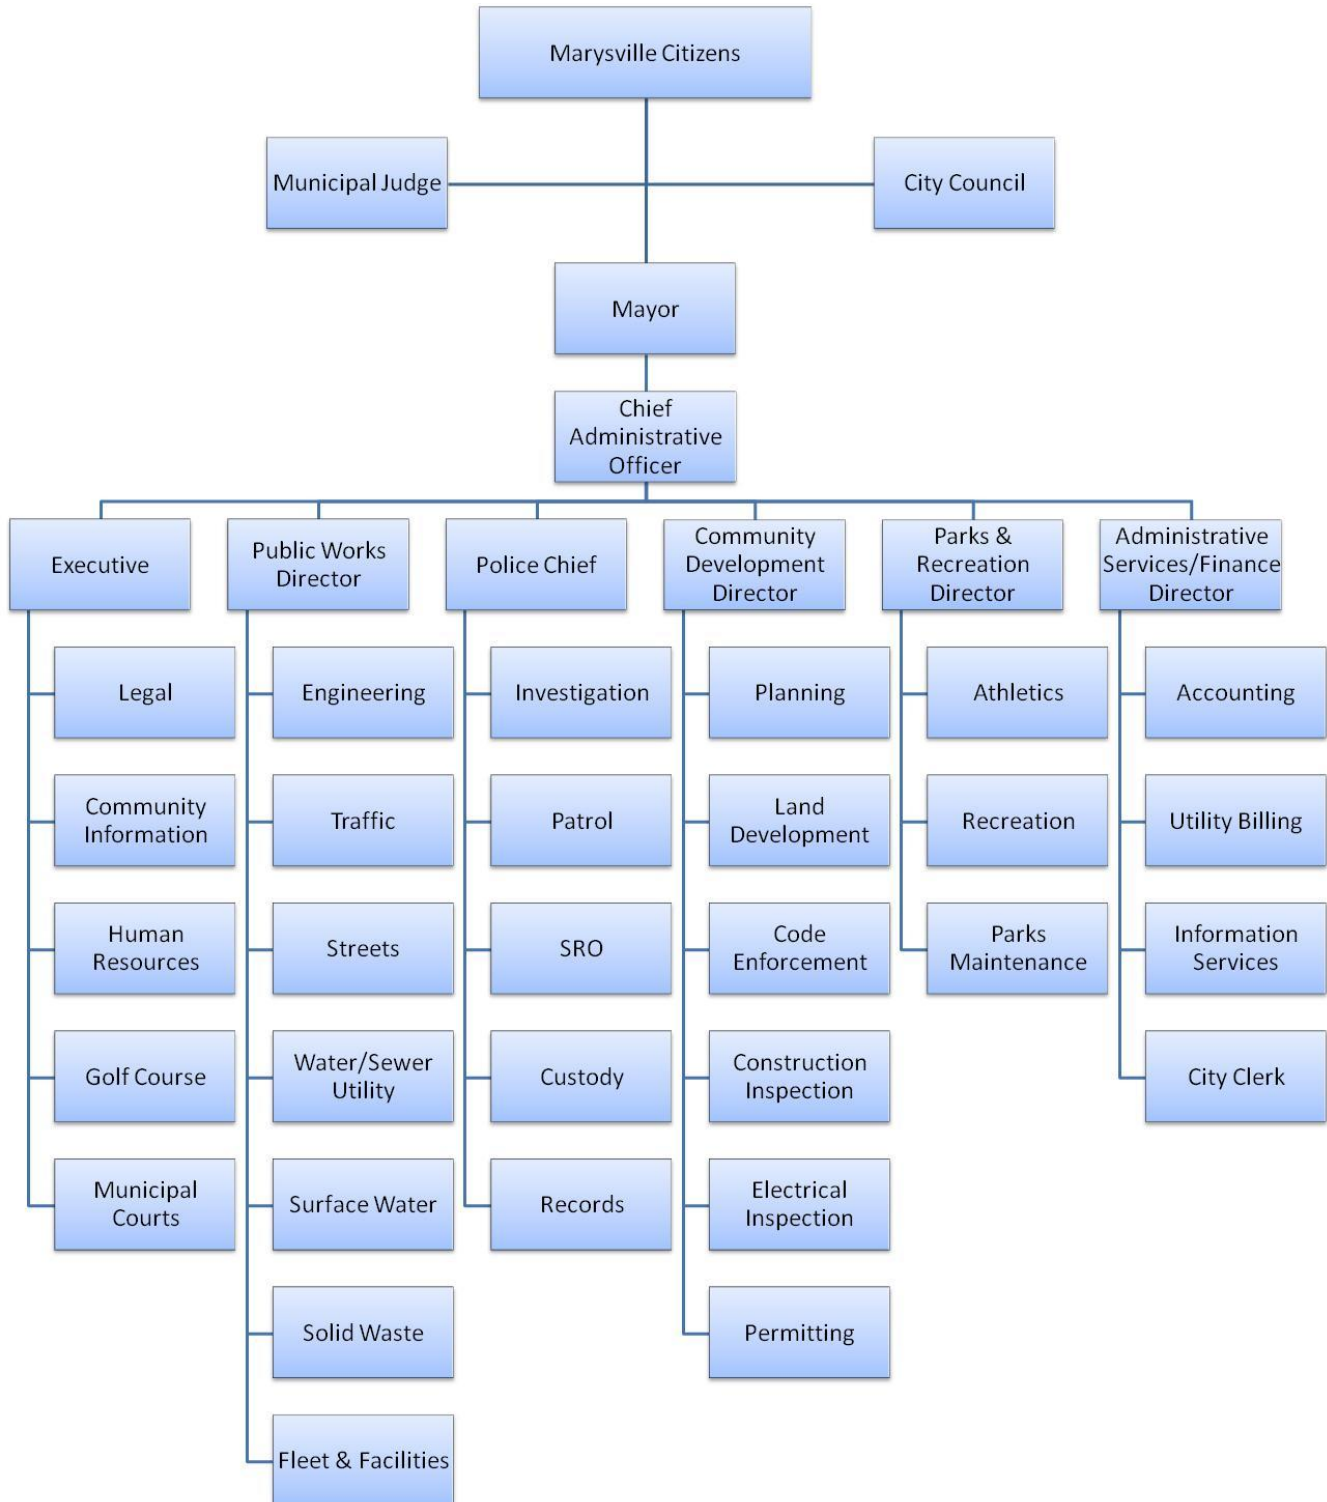 Marysville Citizens
Municipal Judge
City Council
Mayor
Chief
Administrative
Officer
Executive
Public Works
Director
Police Chief
Community
Development
Director
Parks &
Recreation
Director
Administrative
Services/Finance
Director
Legal
Engineering
Investigation
Planning
Athletics
Accounting
Community
Information
Traffic
Patrol
Land
Development
Recreation
Utility Billing
Human
Resources
Streets
SRO
Code
Enforcement
Parks
Maintenance
Information
Services
Golf Course
Water/Sewer
Utility
Custody
Construction
Inspection
City Clerk
Municipal
Courts
Surface Water
Records
Electrical
Inspection
Solid Waste
Permitting
Fleet & Facilities